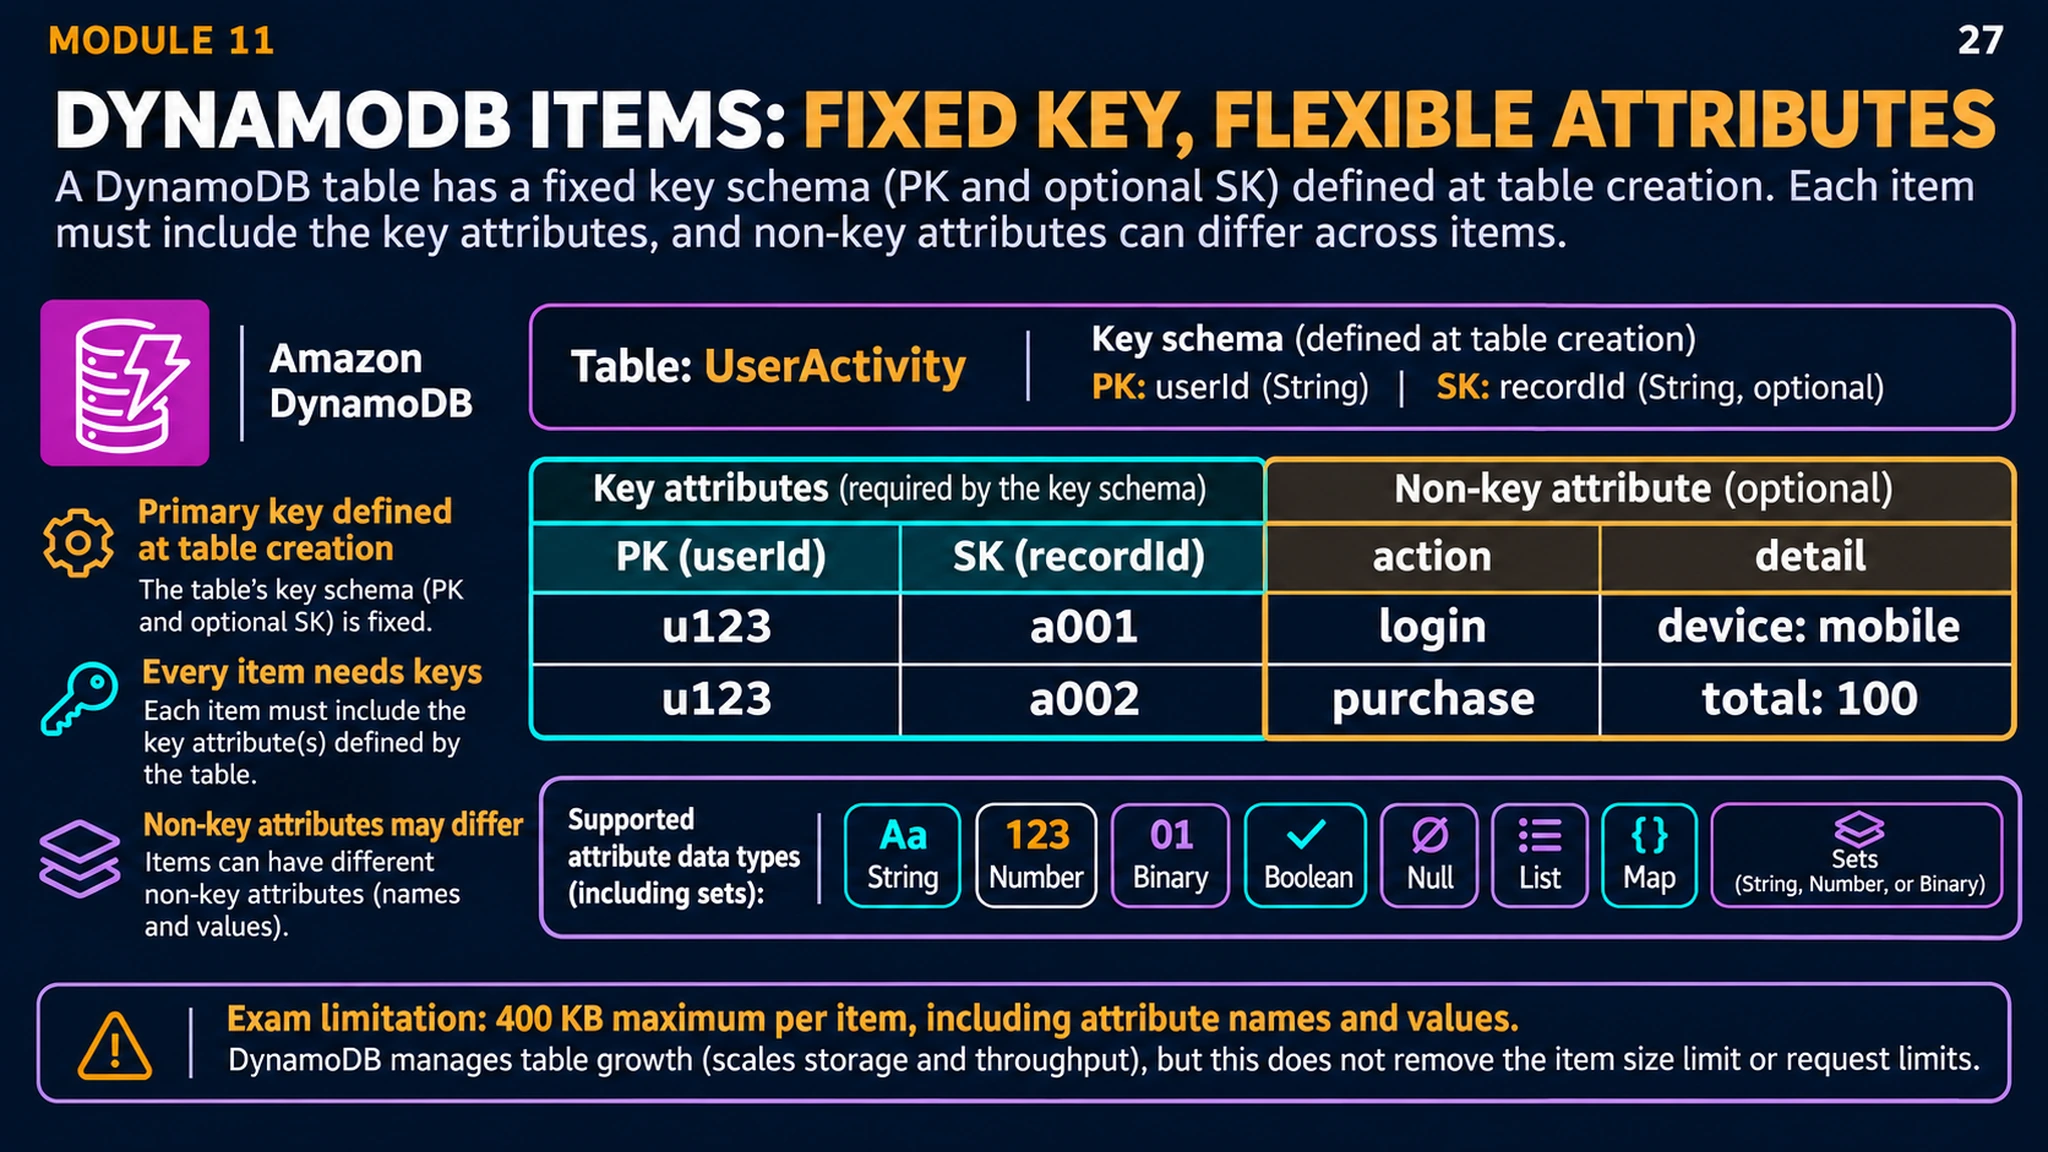 MODULE 11
27
DYNAMODB ITEMS: FIXED KEY, FLEXIBLE ATTRIBUTES
A DynamoDB table has a fixed key schema (PK and optional SK) defined at table creation. Each item
must include the key attributes, and non-key attributes can differ across items.
Amazon
DynamoDB
Primary key defined
at table creation
The table's key schema (PK
and optional SK) is fixed.
Every item needs keys
Each item must include the
key attribute(s) defined by
the table.
Non-key attributes may differ
Items can have different
non-key attributes (names
and values).
Table: UserActivity
Key schema (defined at table creation)
PK: userId (String) | SK: recordId (String, optional)
Key attributes (required by the key schema) Non-key attribute (optional)
PK (userId) SK (recordId) action detail
u123 a001 login device: mobile
u123 a002 purchase total: 100
Supported
attribute data types
(including sets):
Aa
String
123
Number
01
Binary
Boolean
Null
List
{}
Map
Sets
(String, Number, or Binary)
Exam limitation: 400 KB maximum per item, including attribute names and values.
DynamoDB manages table growth (scales storage and throughput), but this does not remove the item size limit or request limits.